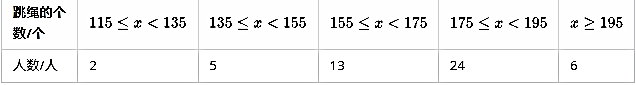 跳绳的个数/个 115 ≤ x < 135 135 ≤ x < 155 155 ≤ x < 175 175 ≤ x < 195 x ≥ 195
人数/人 2 5 13 24 6